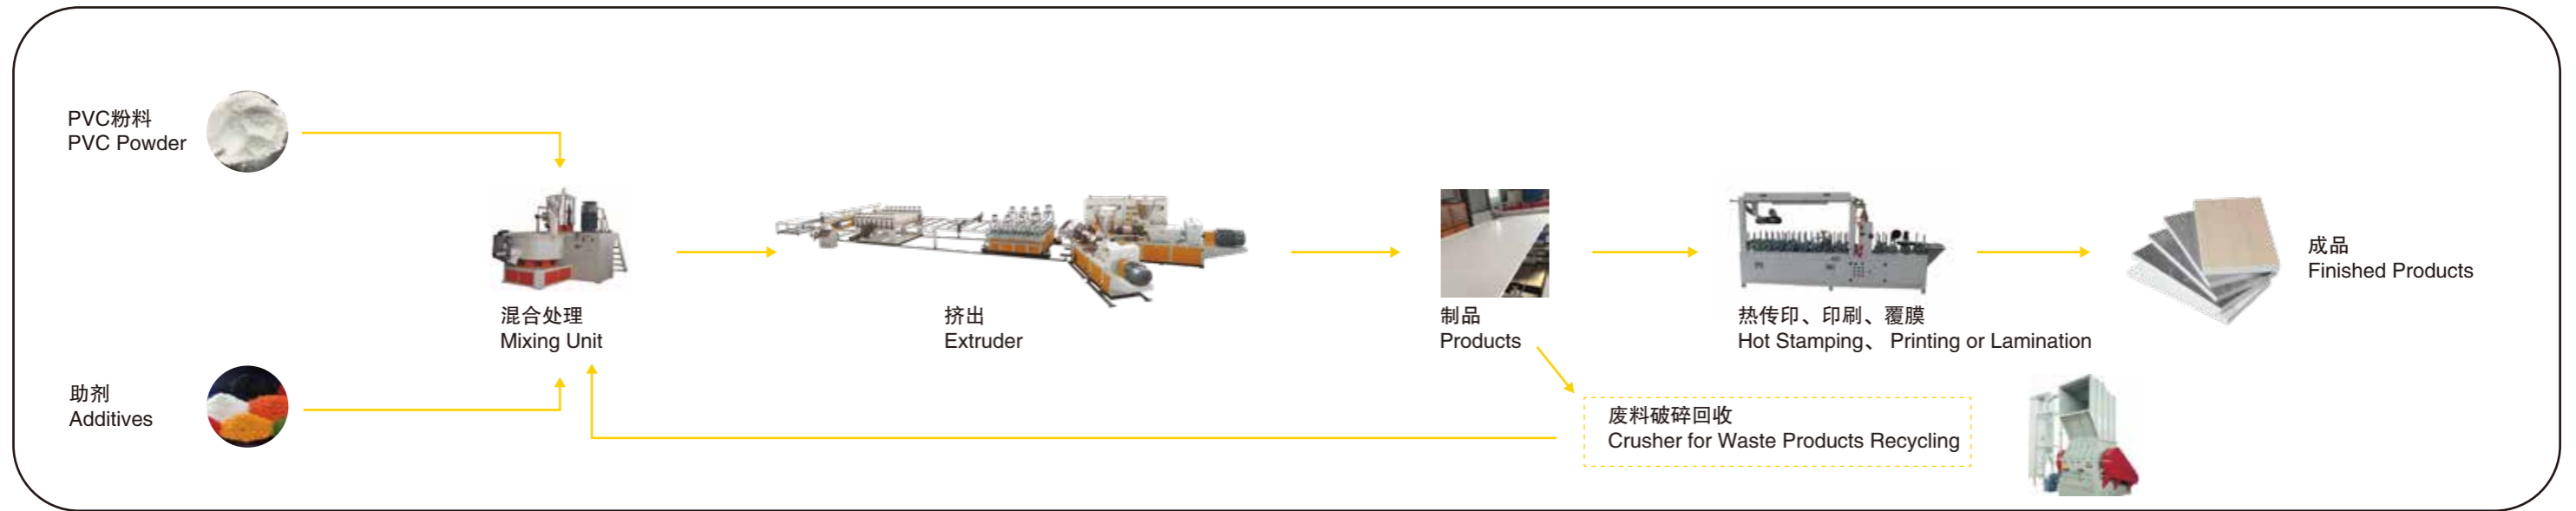 PVC粉料
PVC Powder
助剂
Additives
混合处理
Mixing Unit
挤出
Extruder
制品
Products
热传印、印刷、覆膜
Hot Stamping、 Printing or Lamination
废料破碎回收
Crusher for Waste Products Recycling
成品
Finished Products